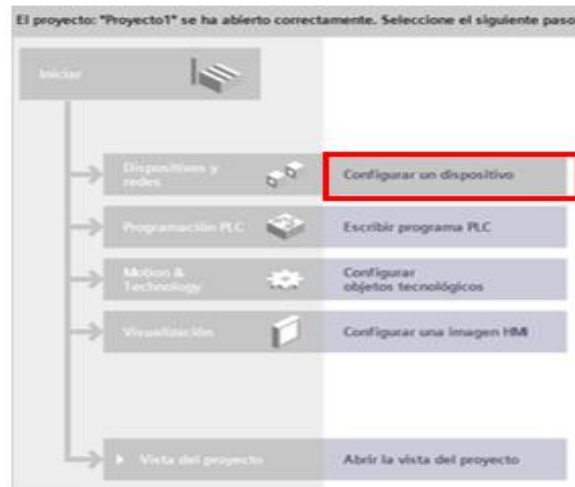 El proyecto: "Proyecto1" se ha abierto correctamente. Seleccione el siguiente paso
Iniciar
Dispositivos y
redes
Configurar un dispositivo
Programación PLC
Escribir programa PLC
Motion &
Technology
Configurar
objetos tecnológicos
Visualización
Configurar una imagen HMI
Vista del proyecto
Abrir la vista del proyecto